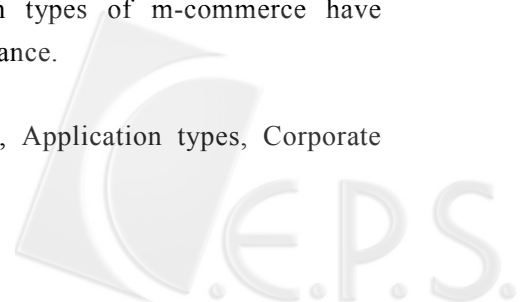 types of m-commerce have
ance.
, Application types, Corporate
C.E.P.S.